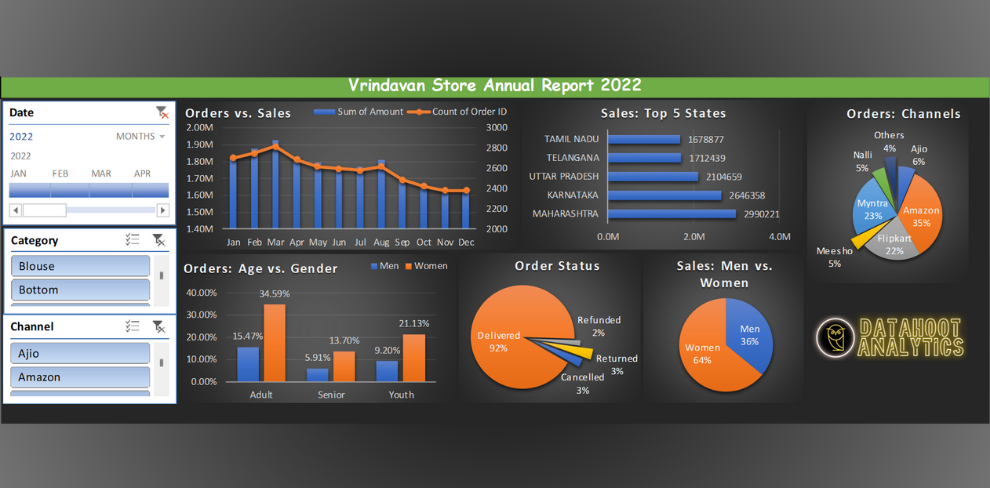 Vrindavan Store Annual Report 2022
Date
2022
MONTHS
2022
JAN FEB MAR APR
Category
Blouse
Bottom
Channel
Ajio
Amazon
Orders vs. Sales
Sum of Amount Count of Order ID
2.00M 3000
1.90M 2800
1.80M 2600
1.70M 2400
1.60M 2200
1.50M 2000
1.40M
Jan Feb Mar Apr May Jun Jul Aug Sep Oct Nov Dec
Sales: Top 5 States
TAMIL NADU 1678877
TELANGANA 1712439
UTTAR PRADESH 2104659
KARNATAKA 2646358
MAHARASHTRA 2990221
0.0M 2.0M 4.0M
Orders: Channels
Others
4%
Ajio
6%
Nalli
5%
Myntra
23%
Amazon
35%
Flipkart
22%
Meesho
5%
Orders: Age vs. Gender
Men Women
40.00%
30.00%
20.00%
10.00%
0.00%
15.47% 34.59%
5.91% 13.70%
9.20% 21.13%
Adult Senior Youth
Order Status
Delivered
92%
Refunded
2%
Returned
3%
Cancelled
3%
Sales: Men vs.
Women
Men
36%
Women
64%
DATAHOOT
ANALYTICS